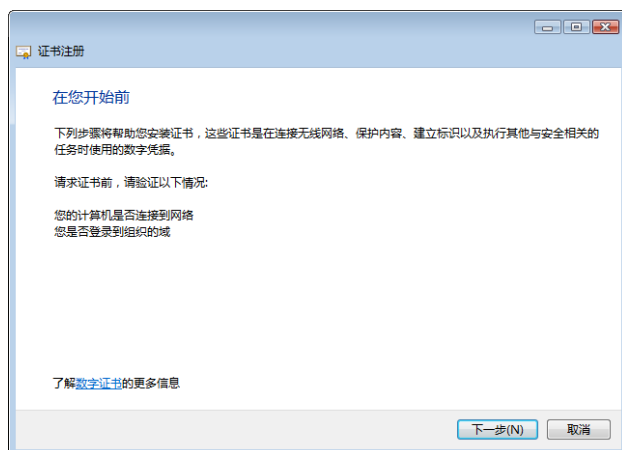 证书注册
在您开始前
下列步骤将帮助您安装证书，这些证书是在连接无线网络、保护内容、建立标识以及执行其他与安全相关的
任务时使用的数字凭据。
请求证书前，请验证以下情况:
您的计算机是否连接到网络
您是否登录到组织的域
了解数字证书的更多信息
下一步(N) 取消